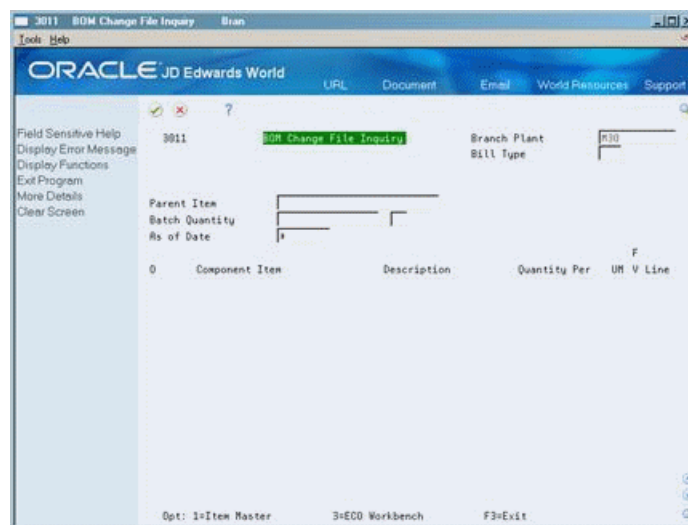 3011 BOM Change File Inquiry Bran
Tools Help
ORACLE JD Edwards World
URL Document Email World Resources Support
Field Sensitive Help
Display Error Message
Display Functions
Exit Program
More Details
Clear Screen
?
3011 BOM Change File Inquiry Branch Plant M30
Bill Type
Parent Item
Batch Quantity
As of Date *
F
O Component Item Description Quantity Per UM V Line
Opt: 1=Item Master 3=ECO Workbench F3=Exit